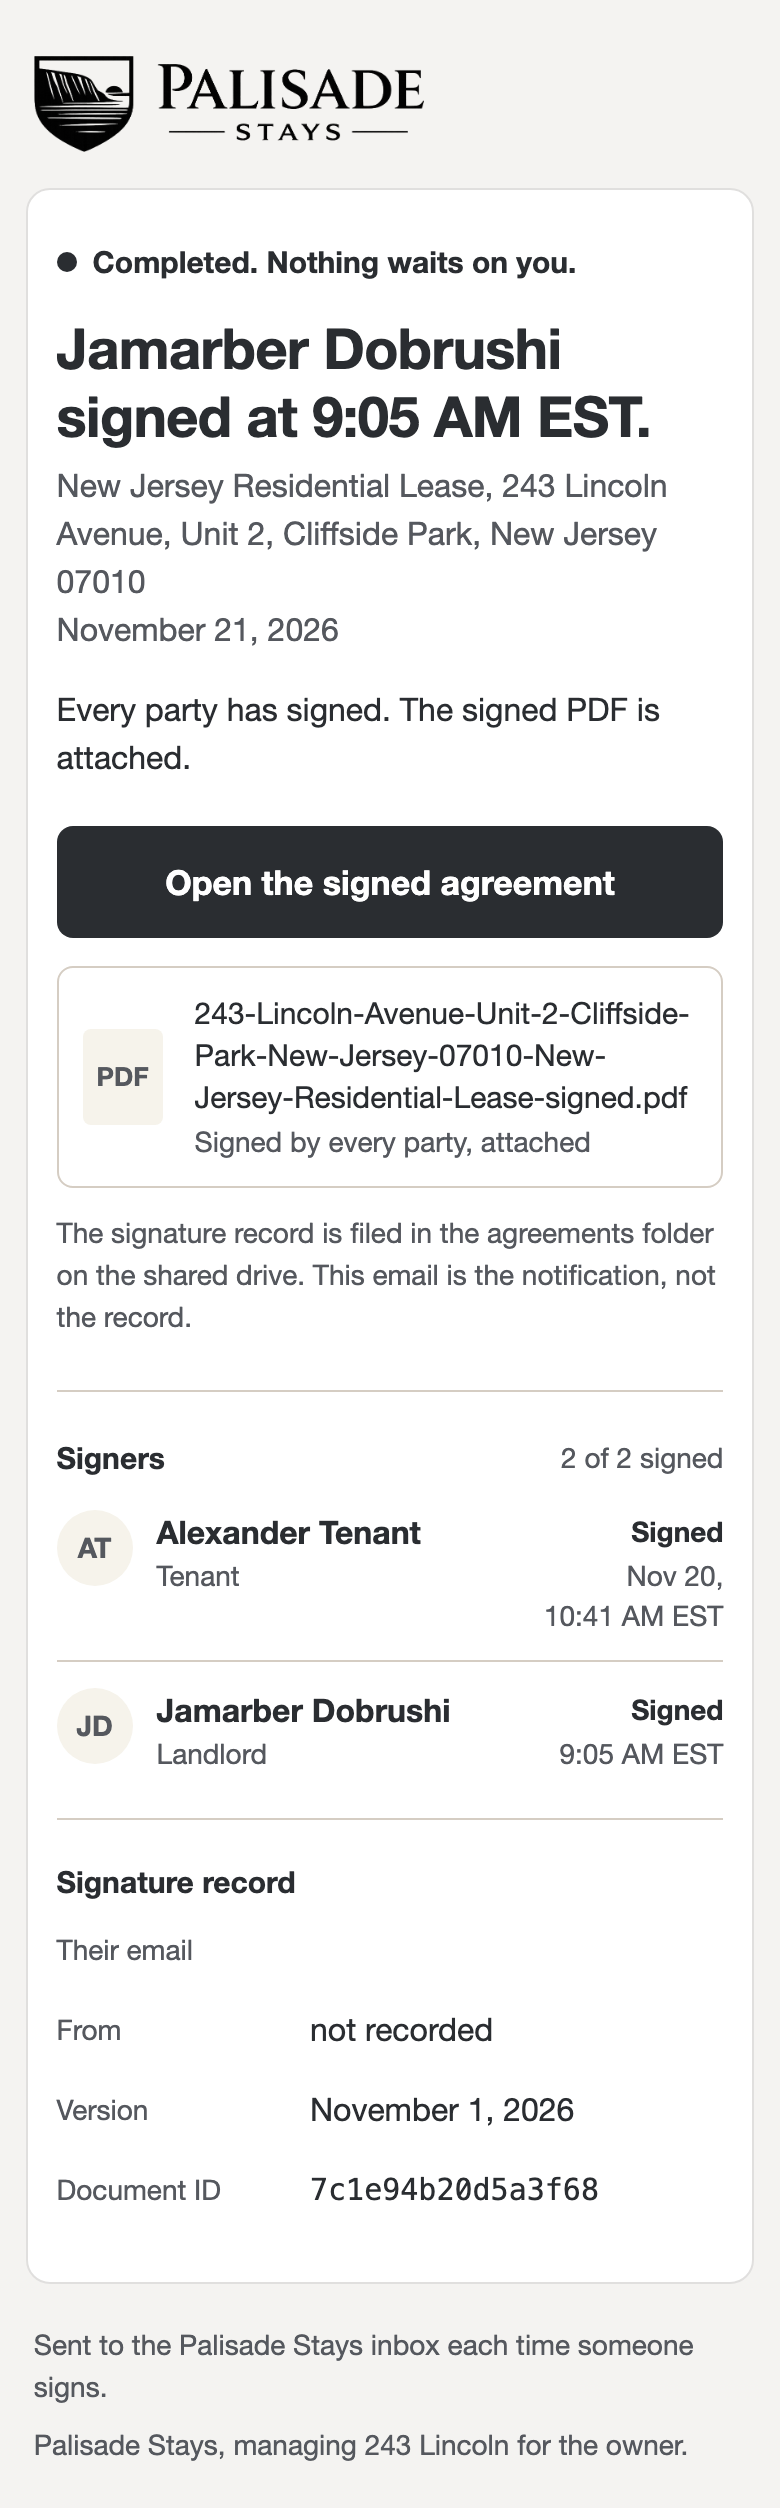 PALISADE
STAYS
Completed. Nothing waits on you.
Jamarber Dobrushi
signed at 9:05 AM EST.
New Jersey Residential Lease, 243 Lincoln
Avenue, Unit 2, Cliffside Park, New Jersey
07010
November 21, 2026
Every party has signed. The signed PDF is
attached.
Open the signed agreement
PDF
243-Lincoln-Avenue-Unit-2-Cliffside-
Park-New-Jersey-07010-New-
Jersey-Residential-Lease-signed.pdf
Signed by every party, attached
The signature record is filed in the agreements folder
on the shared drive. This email is the notification, not
the record.
Signers
2 of 2 signed
AT
Alexander Tenant
Signed
Tenant
Nov 20,
10:41 AM EST
JD
Jamarber Dobrushi
Signed
Landlord
9:05 AM EST
Signature record
Their email
From
not recorded
Version
November 1, 2026
Document ID
7c1e94b20d5a3f68
Sent to the Palisade Stays inbox each time someone
signs.
Palisade Stays, managing 243 Lincoln for the owner.